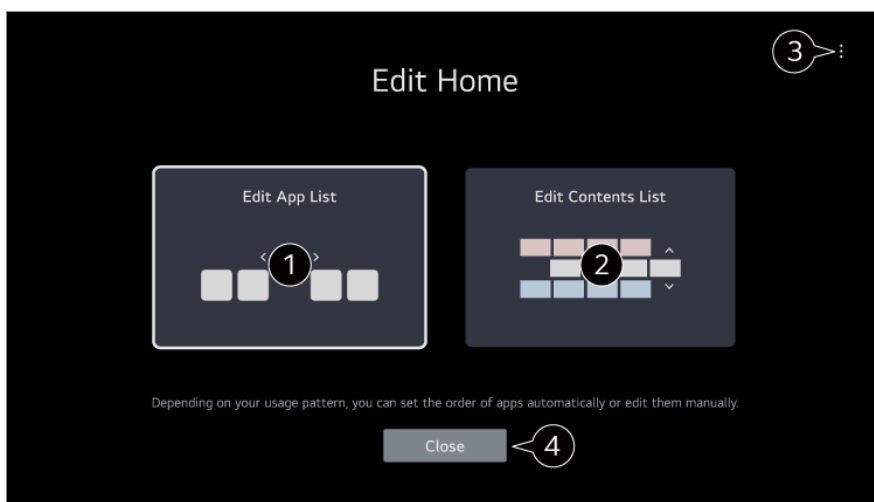 3
Edit Home
Edit App List
Edit Contents List
1
2
Depending on your usage pattern, you can set the order of apps automatically or edit them manually.
Close
4